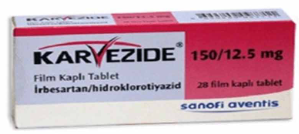 KARVEZIDE®
150/12.5 mg
Film Kaplı Tablet
İrbesartan/hidroklorotiyazid
28 film kaplı tablet
sanofi aventis